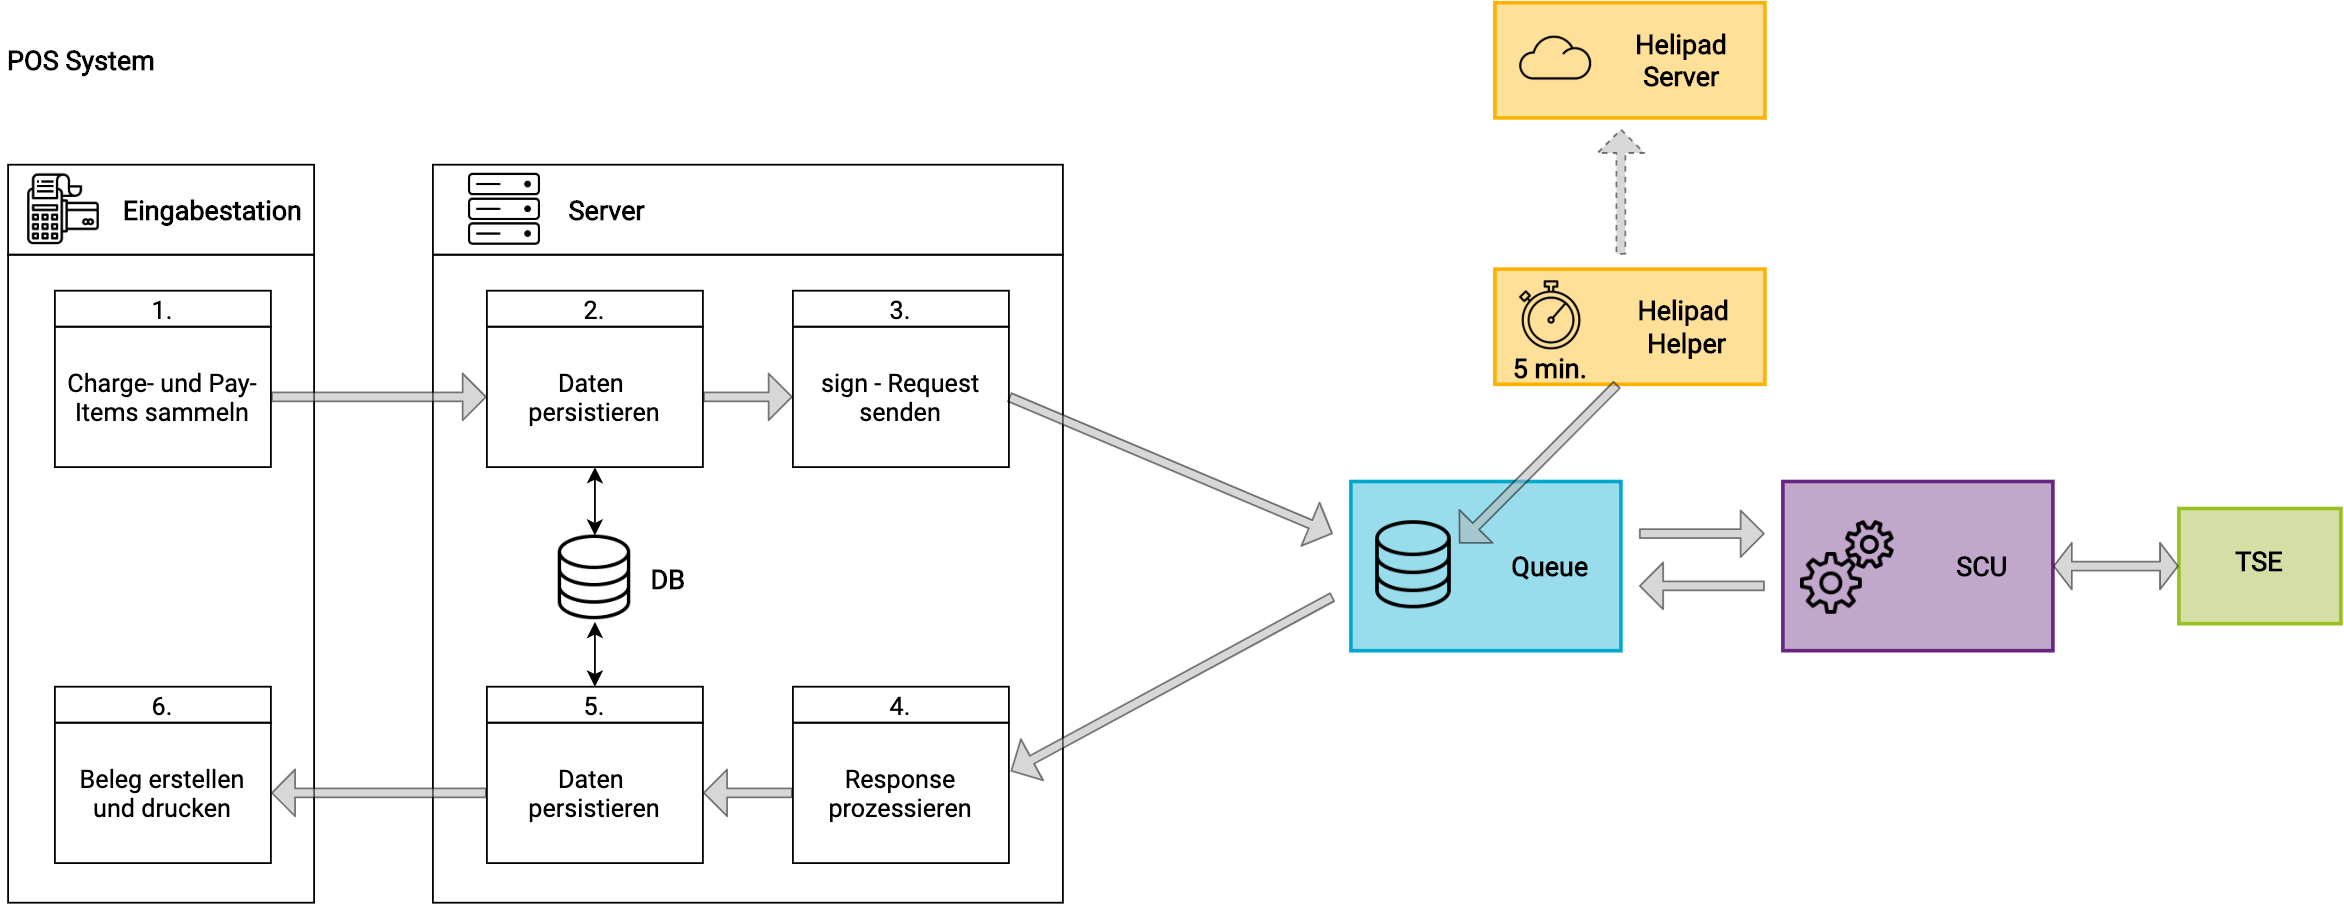 POS System
Helipad
Server
Eingabestation
Server
Helipad
Helper
5 min.
1.
Charge- und Pay-
Items sammeln
2.
Daten
persistieren
3.
sign - Request
senden
DB
Queue
SCU
TSE
6.
Beleg erstellen
und drucken
5.
Daten
persistieren
4.
Response
prozessieren